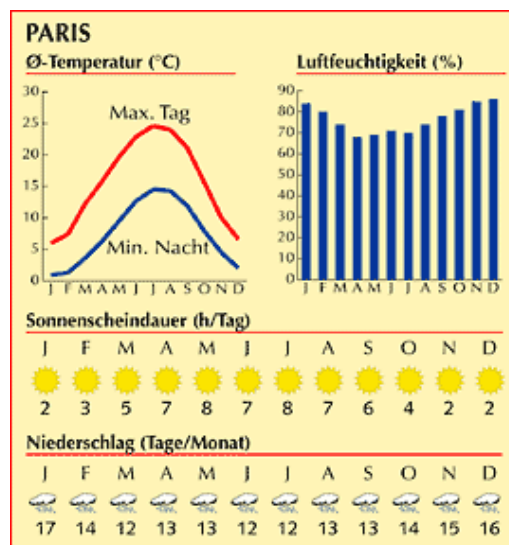 PARIS
Ø-Temperatur (°C)
30
25
20
15
10
5
0
Max. Tag
Min. Nacht
J F M A M J J A S O N D
Luftfeuchtigkeit (%)
90
80
70
60
50
40
30
20
10
0
J F M A M J J A S O N D
Sonnenscheindauer (h/Tag)
J F M A M J J A S O N D
2 3 5 7 8 7 8 7 6 4 2 2
Niederschlag (Tage/Monat)
J F M A M J J A S O N D
17 14 12 13 13 12 12 13 13 14 15 16